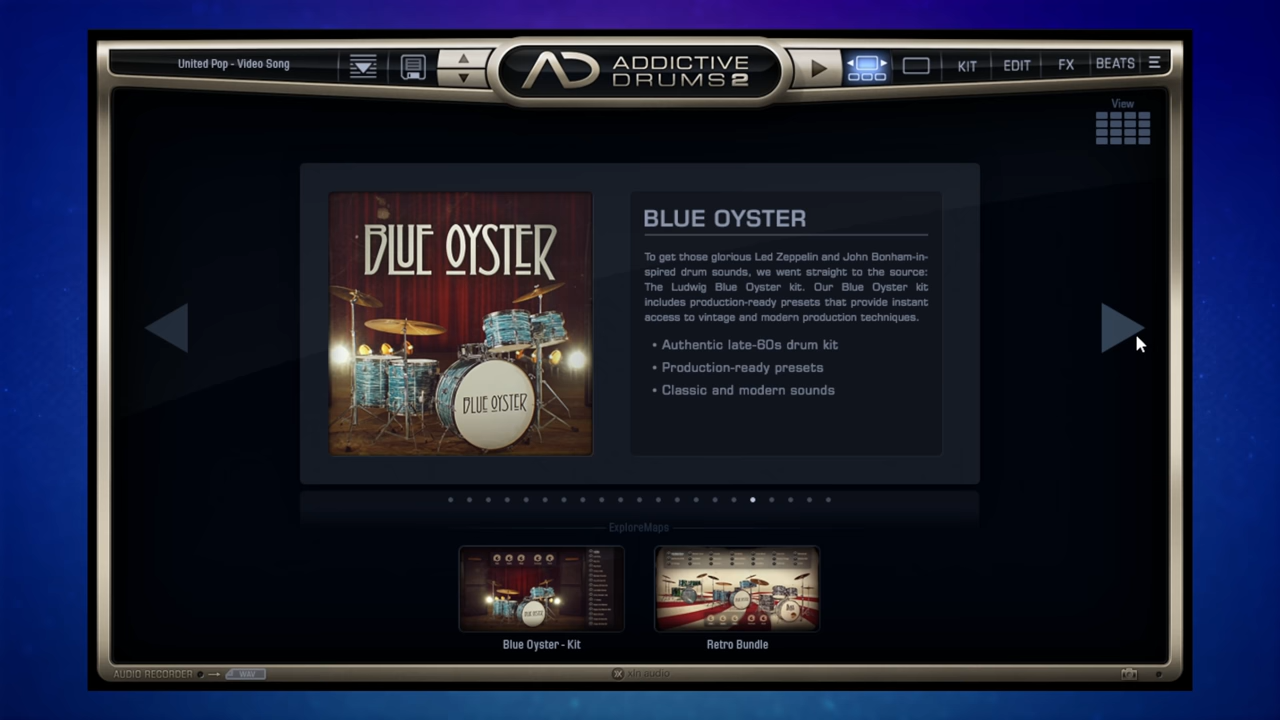 United Pop - Video Song
ADDICTIVE
DRUMS 2
KIT
EDIT
FX
BEATS
View
BLUE OYSTER
BLUE OYSTER
BLUE OYSTER
To get those glorious Led Zeppelin and John Bonham-in-
spired drum sounds, we went straight to the source:
The Ludwig Blue Oyster kit. Our Blue Oyster kit
includes production-ready presets that provide instant
access to vintage and modern production techniques.
• Authentic late-60s drum kit
• Production-ready presets
• Classic and modern sounds
ExploreMaps
Blue Oyster - Kit
Retro Bundle
AUDIO RECORDER
WAV
xln audio